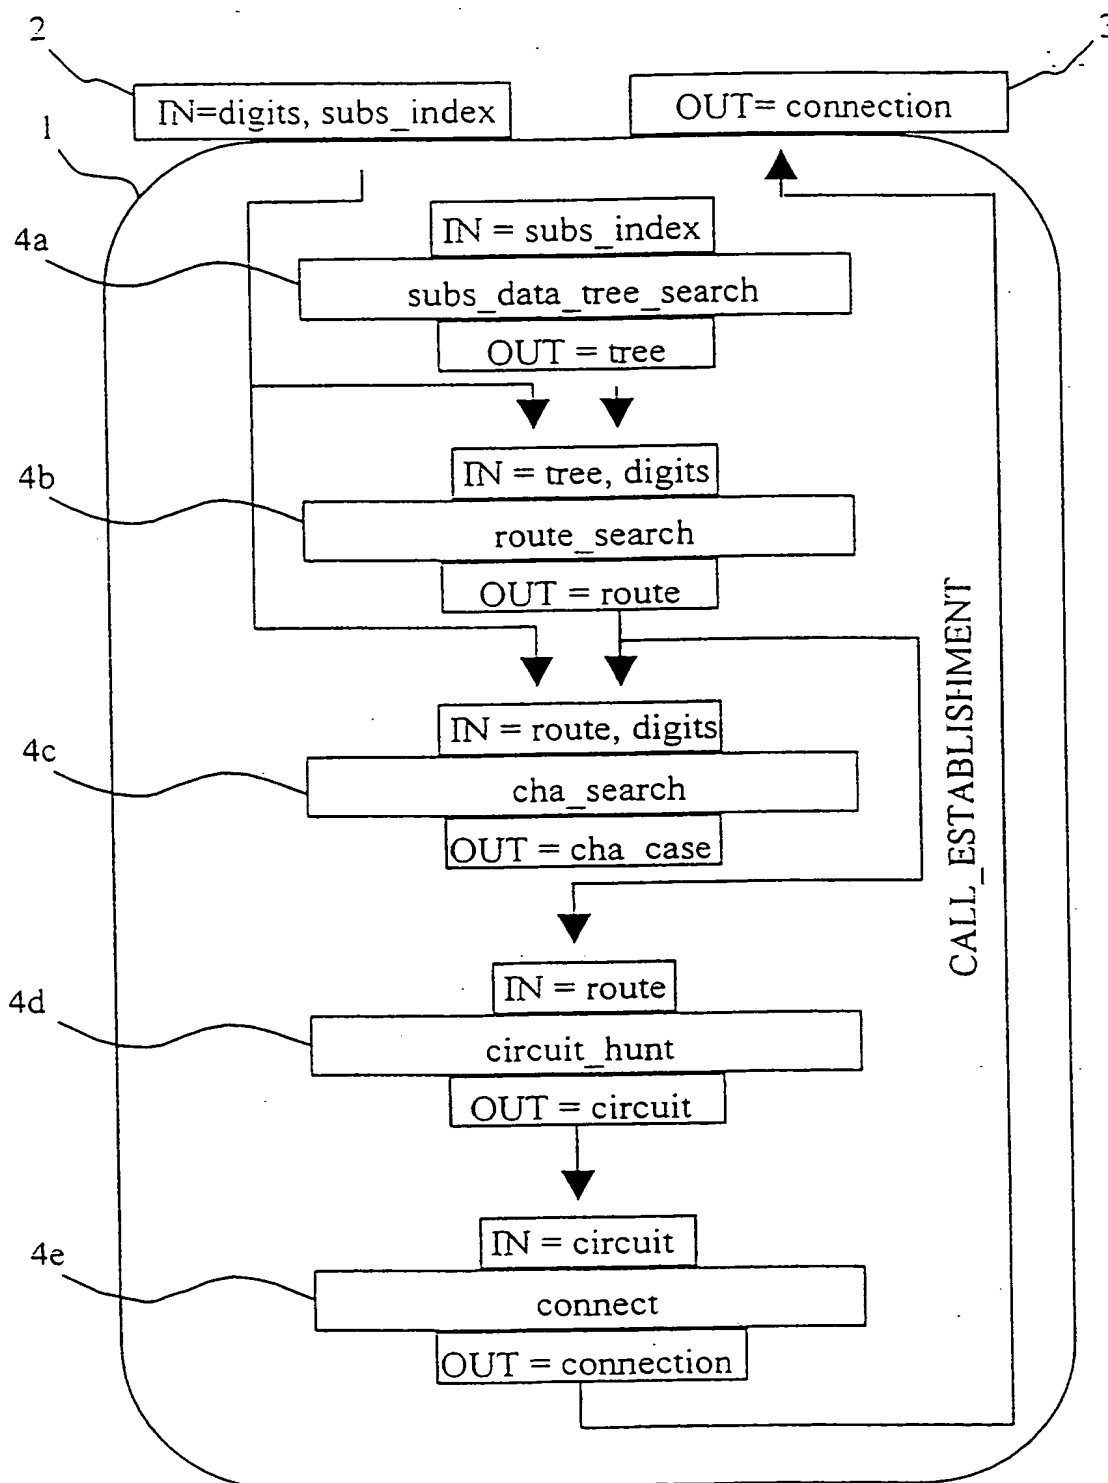 2
3
IN=digits, subs_index
OUT= connection
1
IN = subs_index
4a
subs_data_tree_search
OUT = tree
IN = tree, digits
4b
route_search
OUT = route
CALL_ESTABLISHMENT
IN = route, digits
4c
cha_search
OUT = cha_case
IN = route
4d
circuit_hunt
OUT = circuit
IN = circuit
4e
connect
OUT = connection